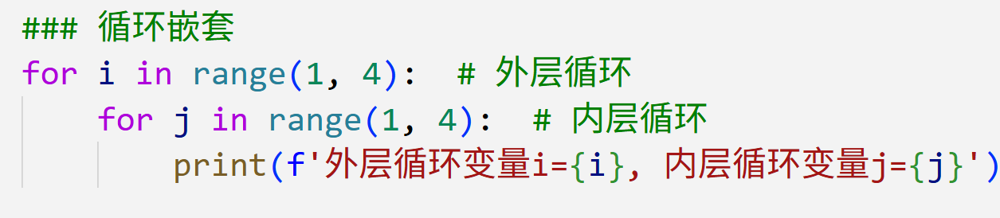 ### 循环嵌套
for i in range(1, 4):  # 外层循环
    for j in range(1, 4):  # 内层循环
        print(f'外层循环变量i={i}, 内层循环变量j={j}')